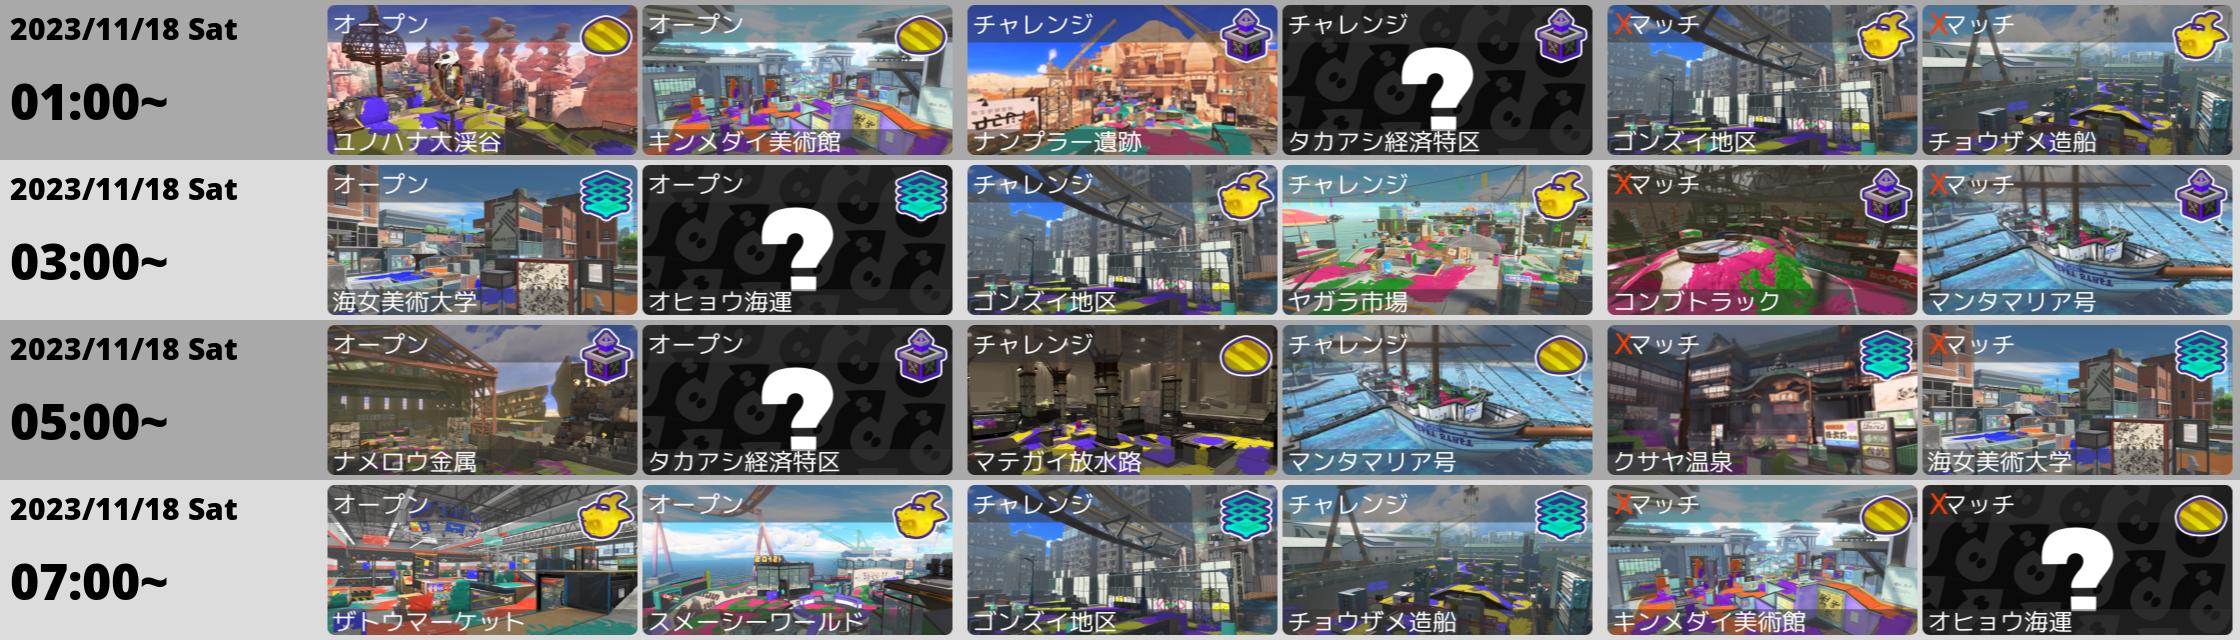 2023/11/18 Sat
01:00~
オープン
ユノハナ大渓谷
オープン
キンメダイ美術館
チャレンジ
ナンプラー遺跡
チャレンジ
タカアシ経済特区
Xマッチ
ゴンズイ地区
Xマッチ
チョウザメ造船
2023/11/18 Sat
03:00~
オープン
海女美術大学
オープン
オヒョウ海運
チャレンジ
ゴンズイ地区
チャレンジ
ヤガラ市場
Xマッチ
コンブトラック
Xマッチ
マンタマリア号
2023/11/18 Sat
05:00~
オープン
ナメロウ金属
オープン
タカアシ経済特区
チャレンジ
マテガイ放水路
チャレンジ
マンタマリア号
Xマッチ
クサヤ温泉
Xマッチ
海女美術大学
2023/11/18 Sat
07:00~
オープン
ザトウマーケット
オープン
スメーシーワールド
チャレンジ
ゴンズイ地区
チャレンジ
チョウザメ造船
Xマッチ
キンメダイ美術館
Xマッチ
オヒョウ海運